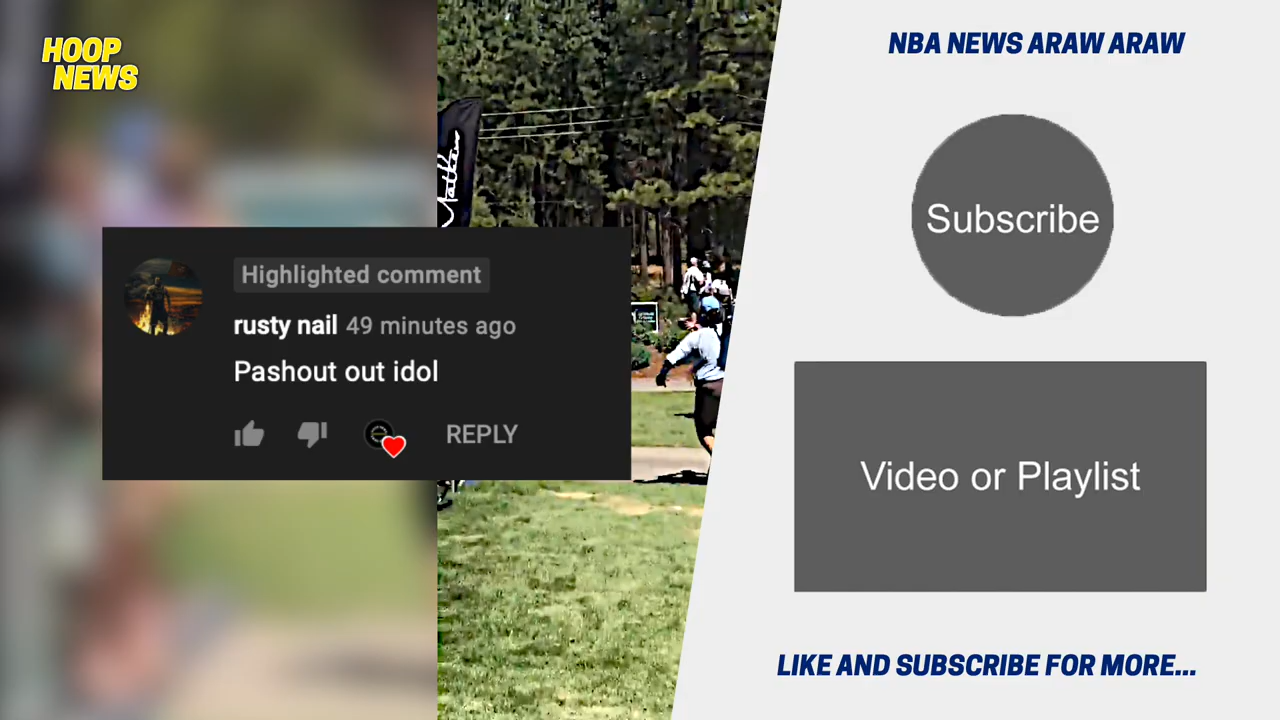 HOOP
NEWS
NBA NEWS ARAW ARAW
Mathew
Subscribe
Highlighted comment
rusty nail 49 minutes ago
Pashout out idol
REPLY
Video or Playlist
LIKE AND SUBSCRIBE FOR MORE...